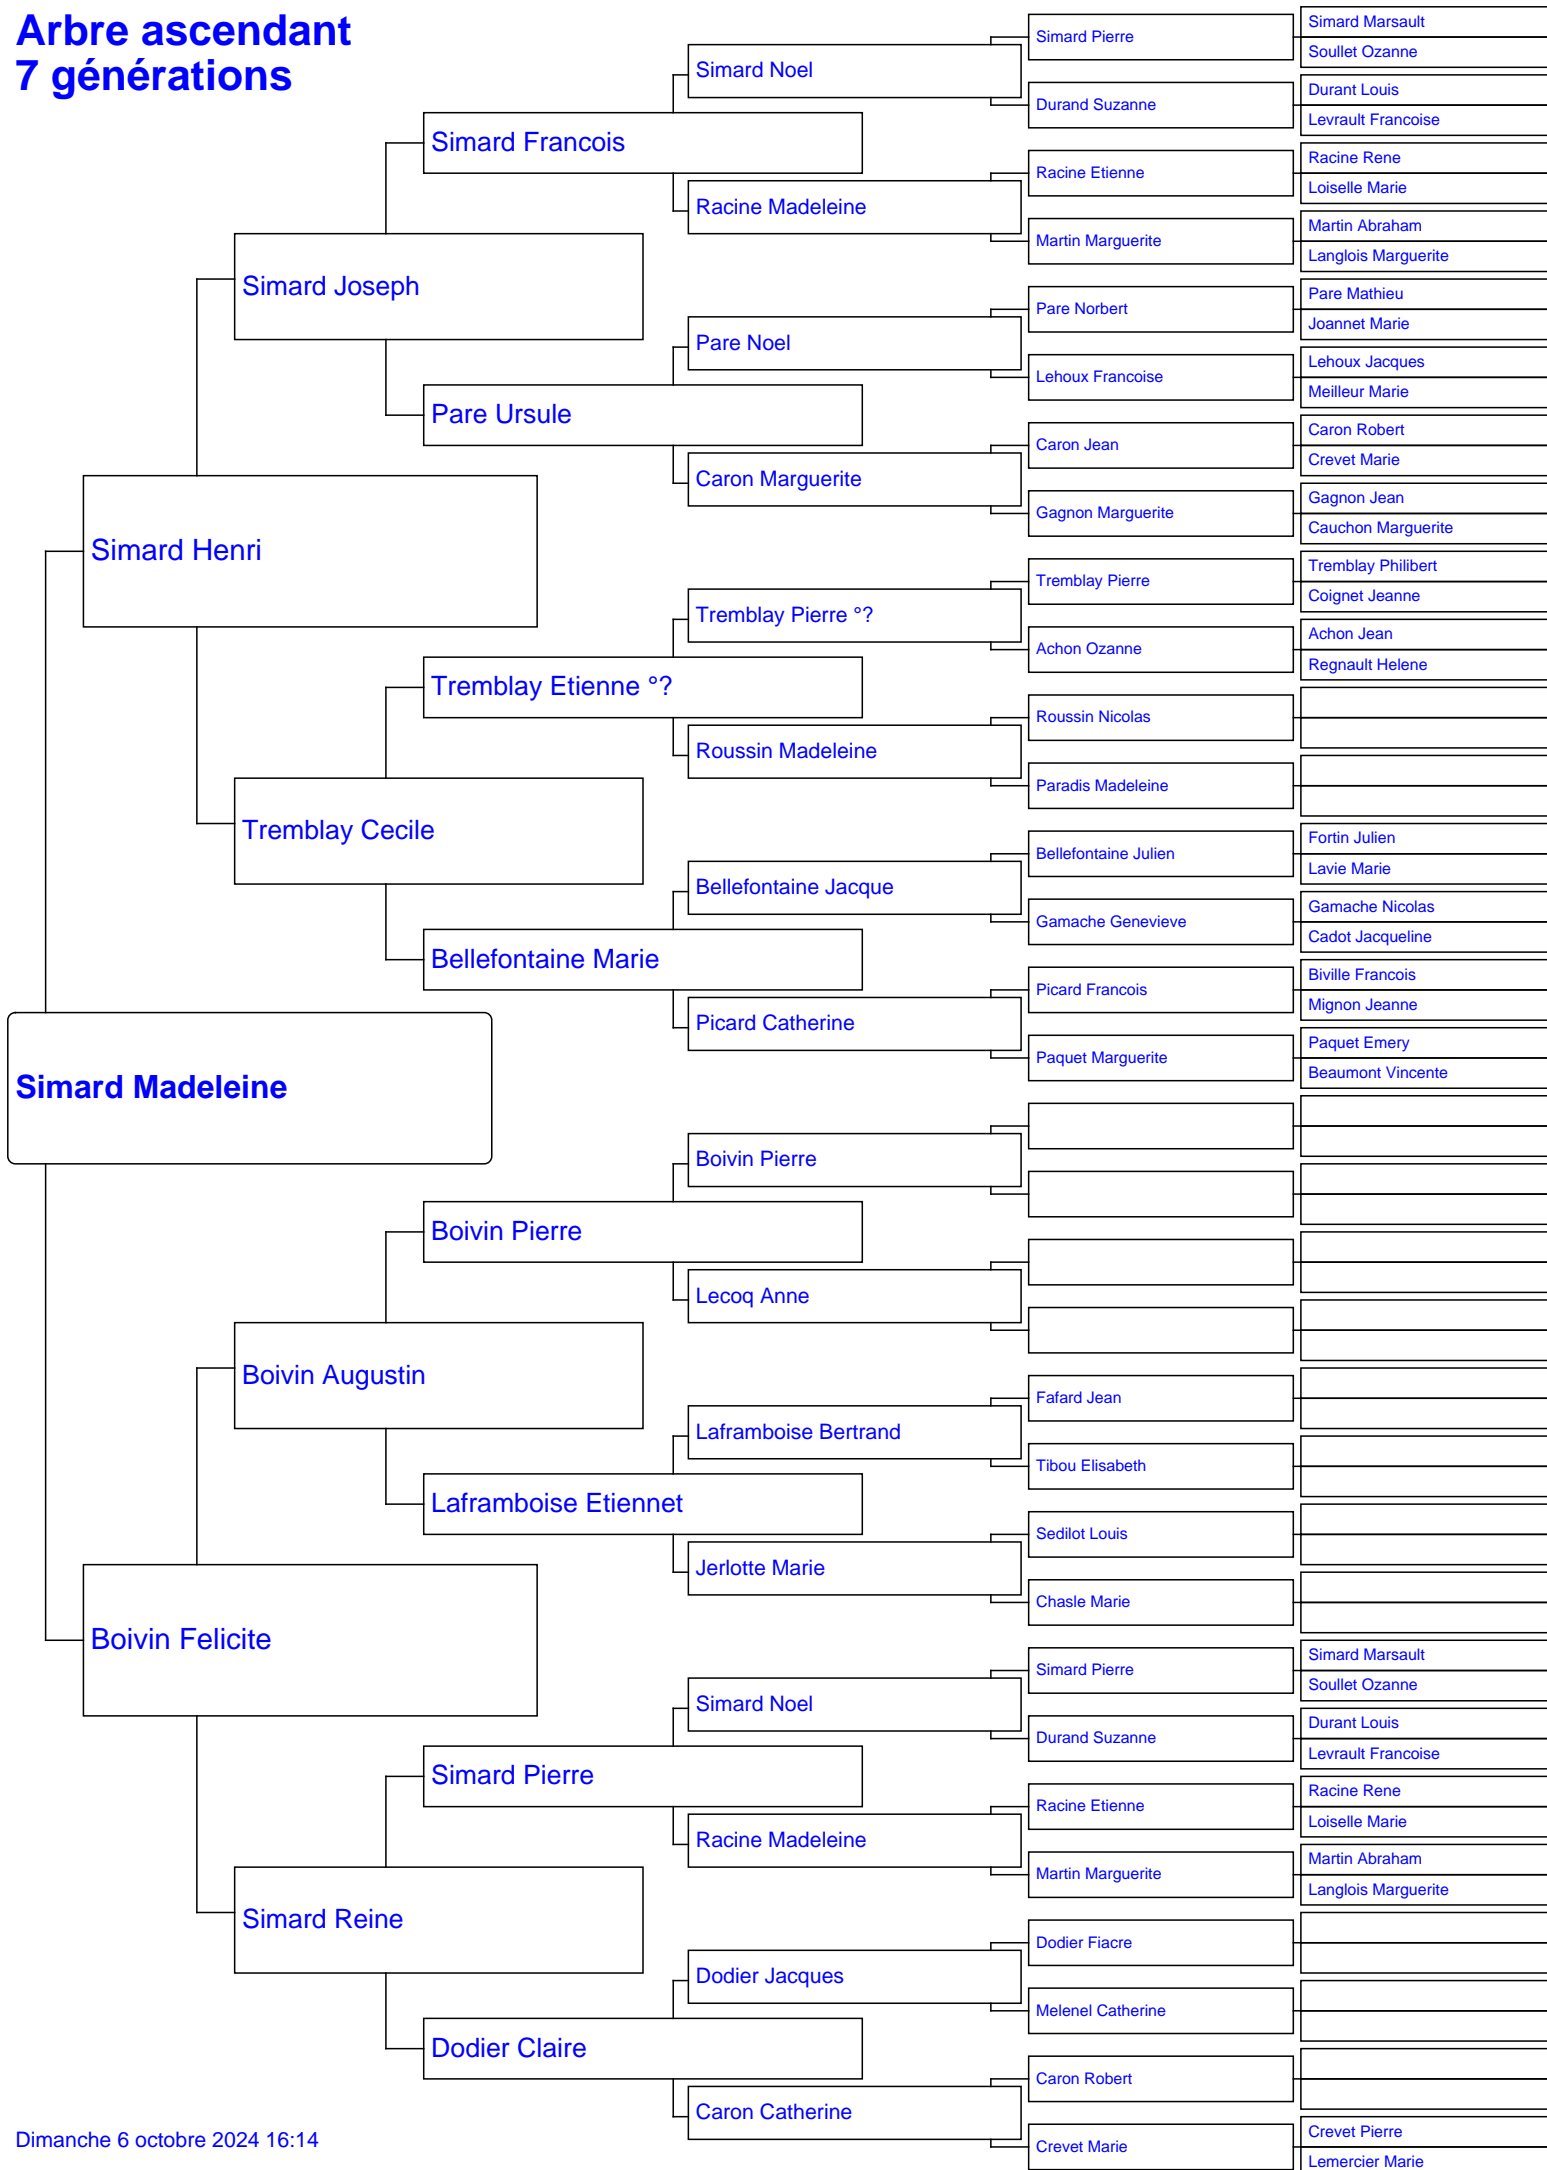 Arbre ascendant
7 générations
Simard Madeleine
Simard Henri
Boivin Felicite
Simard Joseph
Tremblay Cecile
Boivin Augustin
Simard Reine
Simard Francois
Pare Ursule
Tremblay Etienne °?
Bellefontaine Marie
Boivin Pierre
Laframboise Etiennet
Simard Pierre
Dodier Claire
Simard Noel
Racine Madeleine
Pare Noel
Caron Marguerite
Tremblay Pierre °?
Roussin Madeleine
Bellefontaine Jacque
Picard Catherine
Boivin Pierre
Lecoq Anne
Laframboise Bertrand
Jerlotte Marie
Simard Noel
Racine Madeleine
Dodier Jacques
Caron Catherine
Simard Pierre
Durand Suzanne
Racine Etienne
Martin Marguerite
Pare Norbert
Lehoux Francoise
Caron Jean
Gagnon Marguerite
Tremblay Pierre
Achon Ozanne
Roussin Nicolas
Paradis Madeleine
Bellefontaine Julien
Gamache Genevieve
Picard Francois
Paquet Marguerite
Fafard Jean
Tibou Elisabeth
Sedilot Louis
Chasle Marie
Simard Pierre
Durand Suzanne
Racine Etienne
Martin Marguerite
Dodier Fiacre
Melenel Catherine
Caron Robert
Crevet Marie
Simard Marsault
Soullet Ozanne
Durant Louis
Levrault Francoise
Racine Rene
Loiselle Marie
Martin Abraham
Langlois Marguerite
Pare Mathieu
Joannet Marie
Lehoux Jacques
Meilleur Marie
Caron Robert
Crevet Marie
Gagnon Jean
Cauchon Marguerite
Tremblay Philibert
Coignet Jeanne
Achon Jean
Regnault Helene
Fortin Julien
Lavie Marie
Gamache Nicolas
Cadot Jacqueline
Biville Francois
Mignon Jeanne
Paquet Emery
Beaumont Vincente
Simard Marsault
Soullet Ozanne
Durant Louis
Levrault Francoise
Racine Rene
Loiselle Marie
Martin Abraham
Langlois Marguerite
Crevet Pierre
Lemercier Marie
Dimanche 6 octobre 2024 16:14